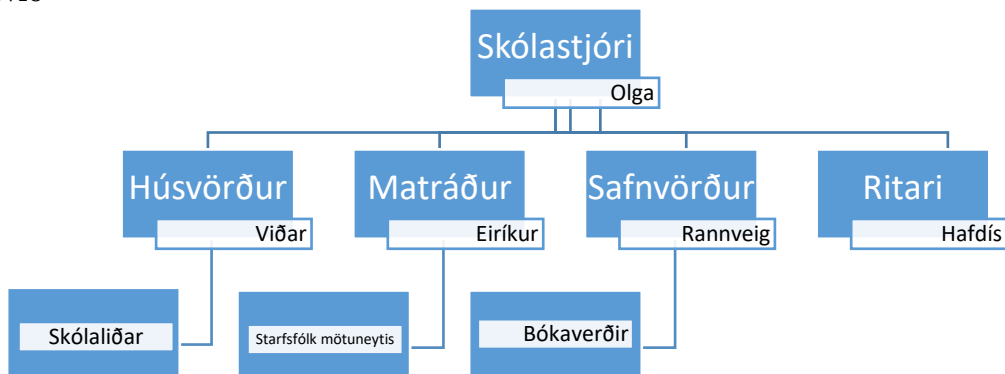 Skólastjóri
Olga
Húsvörður
Viðar
Matráður
Eiríkur
Safnvörður
Rannveig
Ritari
Hafdís
Skólaliðar
Starfsfólk mötuneytis
Bókaverðir